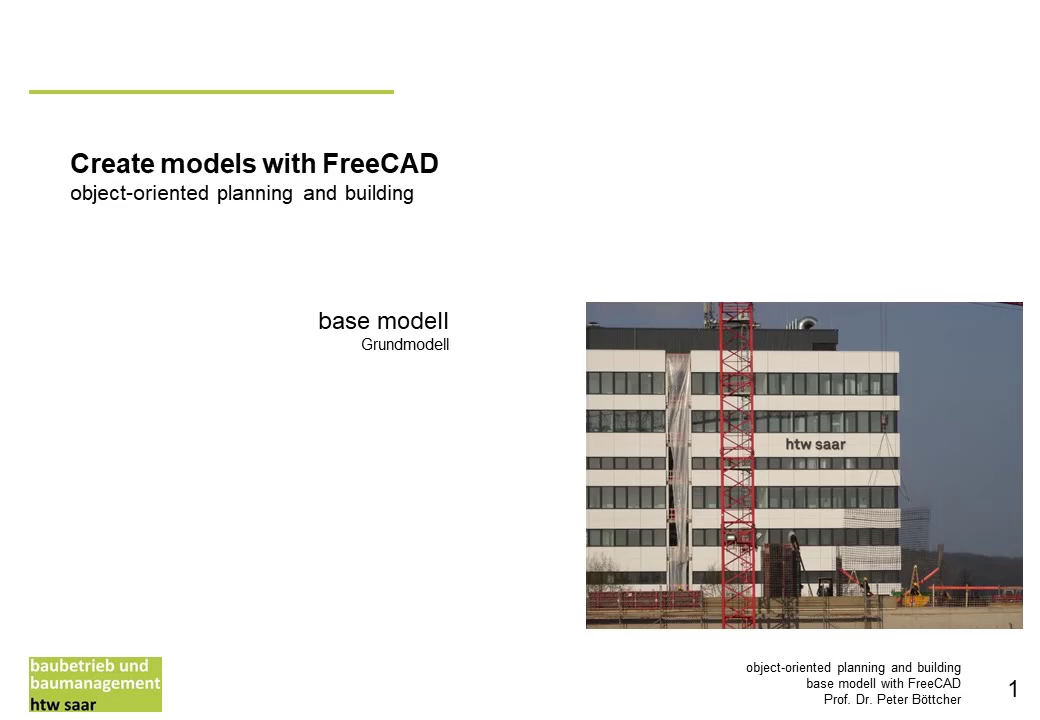 Create models with FreeCAD
object-oriented planning and building
base modell
Grundmodell
htw saar
baubetrieb und
baumanagement
htw saar
object-oriented planning and building
base modell with FreeCAD
Prof. Dr. Peter Böttcher
1